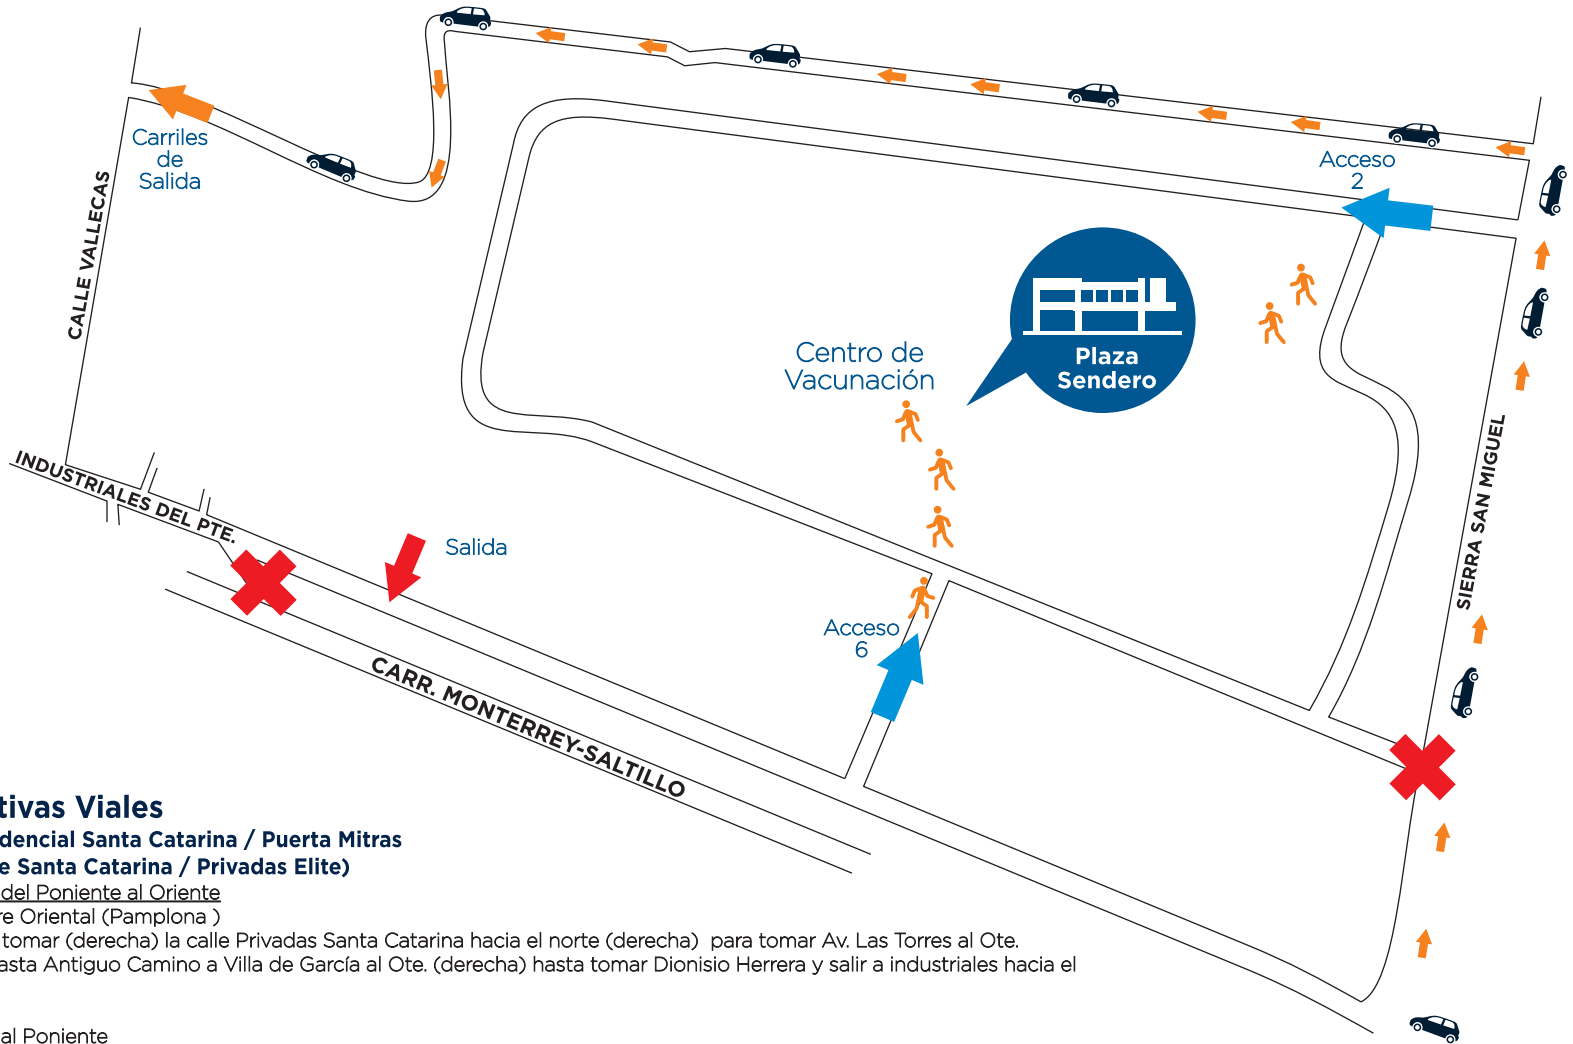 Carriles
de
Salida
Acceso
2
CALLE VALLECAS
Plaza
Sendero
Centro de
Vacunación
SIERRA SAN MIGUEL
INDUSTRIALES DEL PTE.
Salida
Acceso
6
CARR. MONTERREY-SALTILLO
tivas Viales
dencial Santa Catarina / Puerta Mitras
e Santa Catarina / Privadas Elite)
del Poniente al Oriente
re Oriental (Pamplona )
tomar (derecha) la calle Privadas Santa Catarina hacia el norte (derecha) para tomar Av. Las Torres al Ote.
asta Antiguo Camino a Villa de García al Ote. (derecha) hasta tomar Dionisio Herrera y salir a industriales hacia el
al Poniente